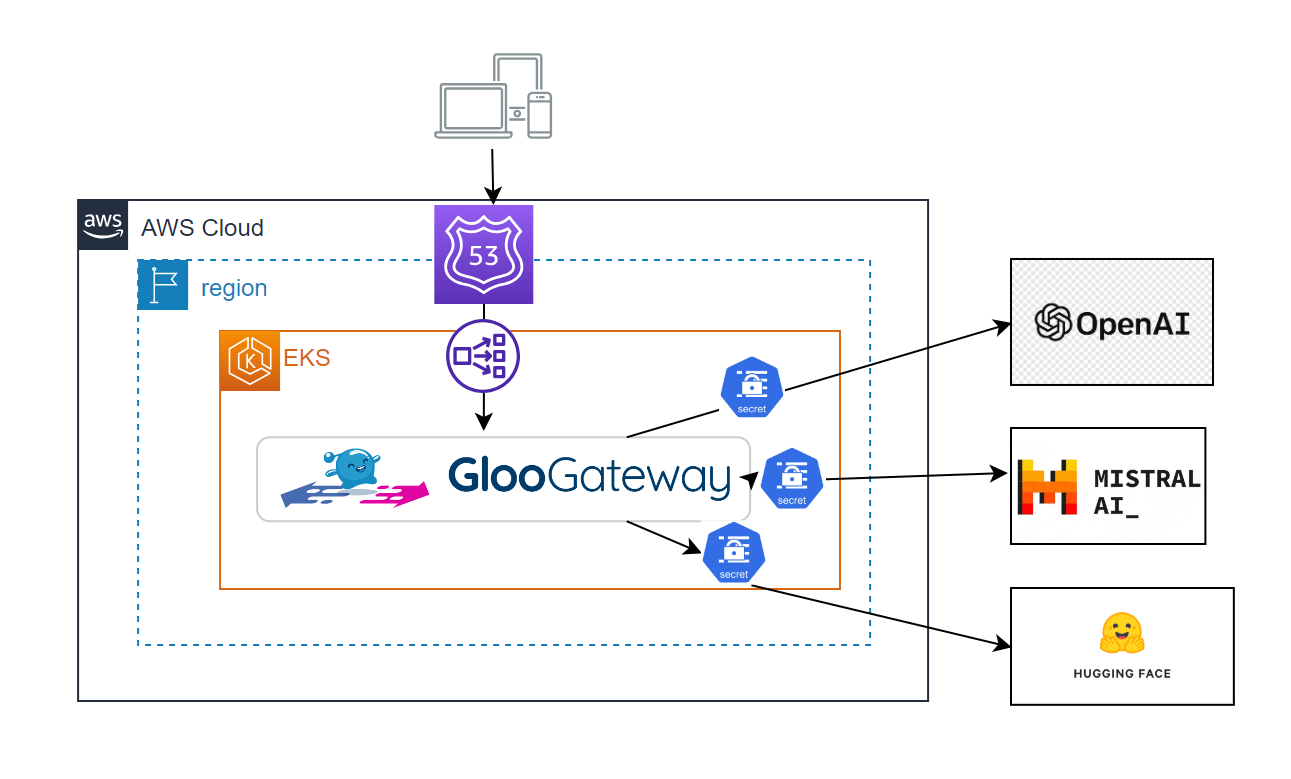 aws
AWS Cloud
53
region
K
EKS
secret
OpenAI
GlooGateway
secret
MISTRAL
AI_
secret
HUGGING FACE